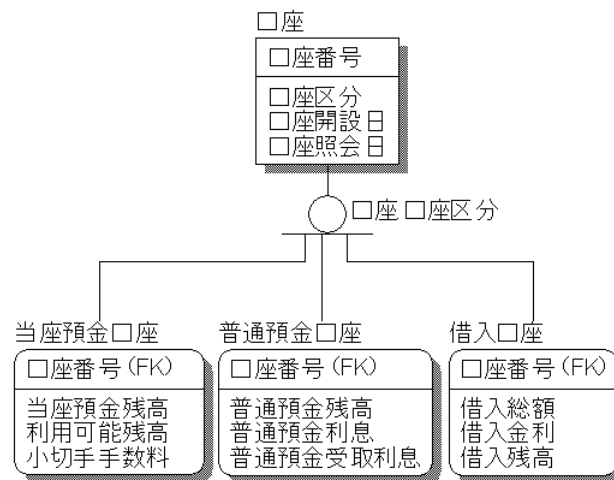 口座
口座番号
口座区分
口座開設日
口座照会日
口座 口座区分
当座預金口座
普通預金口座
借入口座
口座番号(FK)
当座預金残高
利用可能残高
小切手手数料
口座番号(FK)
普通預金残高
普通預金利息
普通預金受取利息
口座番号(FK)
借入総額
借入金利
借入残高